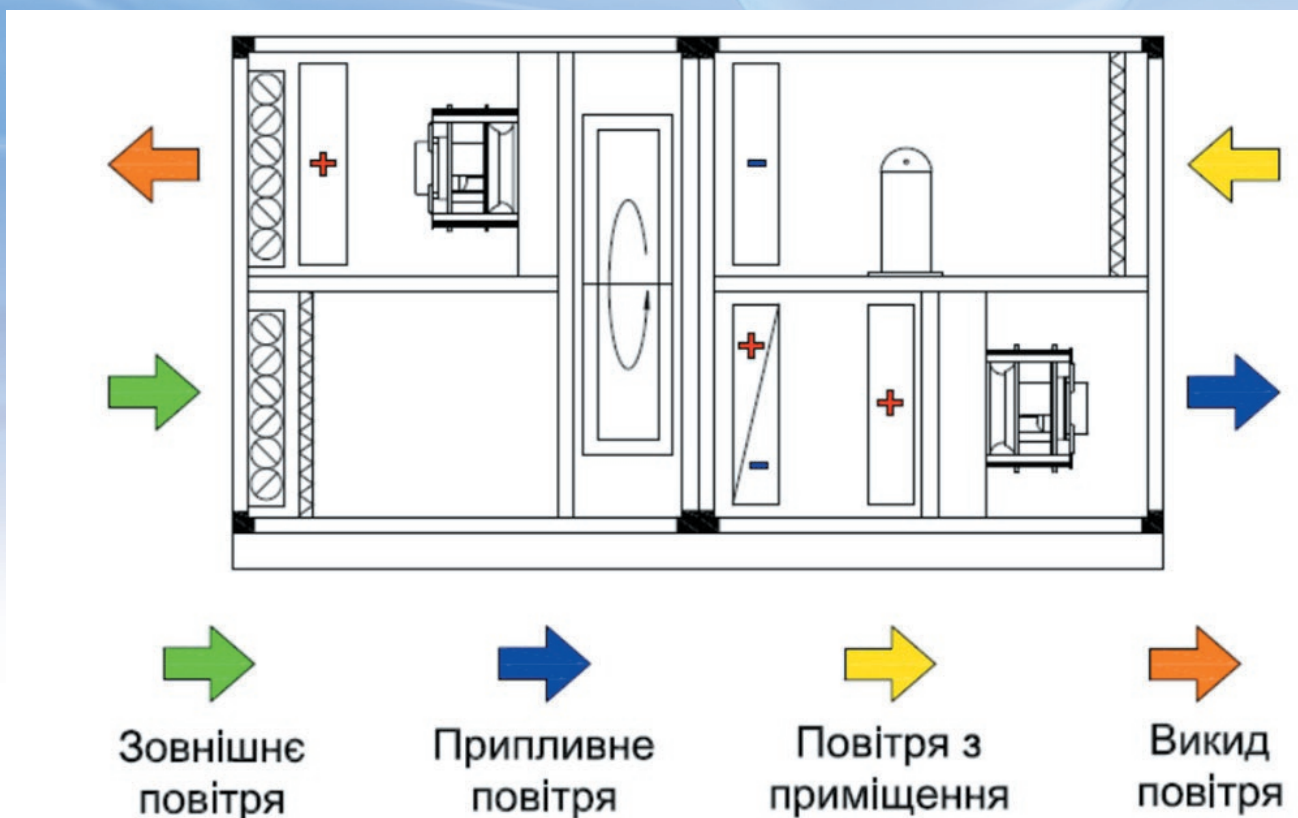 Зовнішнє
повітря
Припливне
повітря
Повітря з
приміщення
Викид
повітря